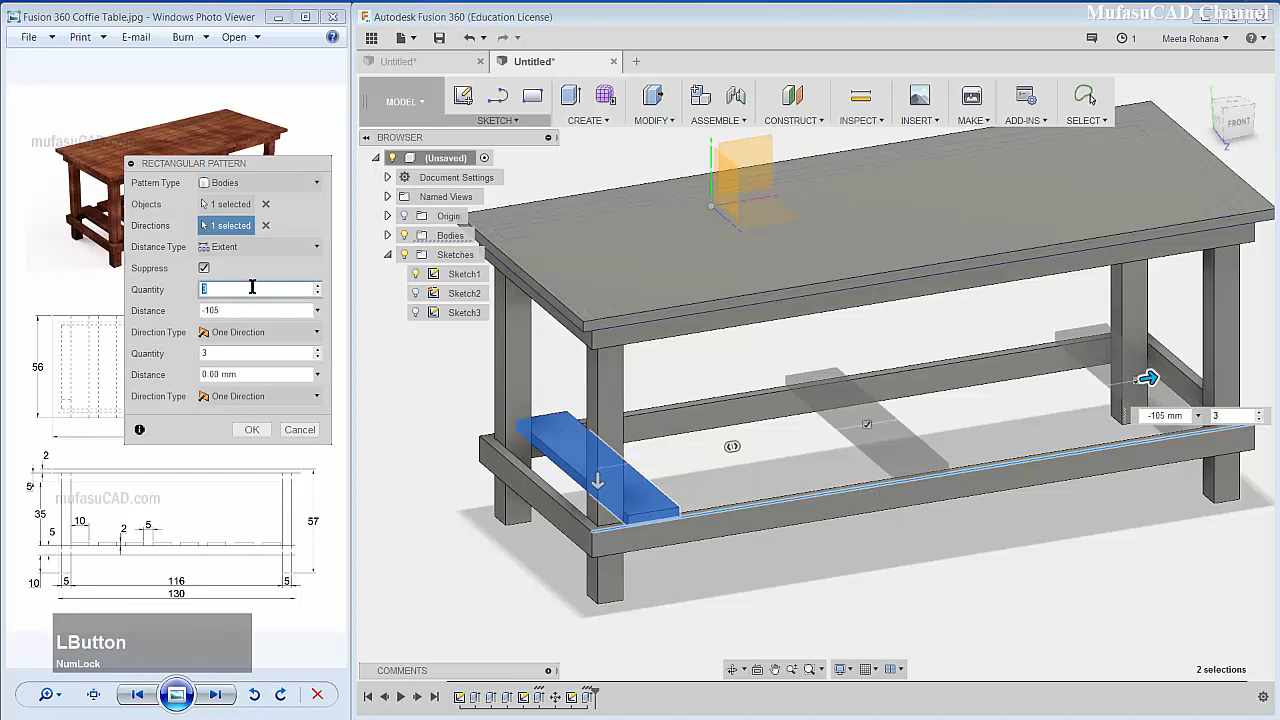 Fusion 360 Coffie Table.jpg - Windows Photo Viewer
File
Print
E-mail
Burn
Open
mufasuCAD.com
RECTANGULAR PATTERN
Pattern Type
Bodies
Objects
1 selected
Directions
1 selected
Distance Type
Extent
Suppress
Quantity
3
Distance
-105
Direction Type
One Direction
Quantity
3
Distance
0.00 mm
Direction Type
One Direction
OK
Cancel
56
2
5
mufasuCAD.com
35
10
2
5
57
5
10
5
116
5
130
LButton
NumLock
Autodesk Fusion 360 (Education License)
MufasuCAD Channel
1
Meeta Rohana
Untitled*
Untitled*
MODEL
SKETCH
CREATE
MODIFY
ASSEMBLE
CONSTRUCT
INSPECT
INSERT
MAKE
ADD-INS
SELECT
BROWSER
(Unsaved)
Document Settings
Named Views
Origin
Bodies
Sketches
Sketch1
Sketch2
Sketch3
FRONT
Z
-105 mm
3
COMMENTS
2 selections